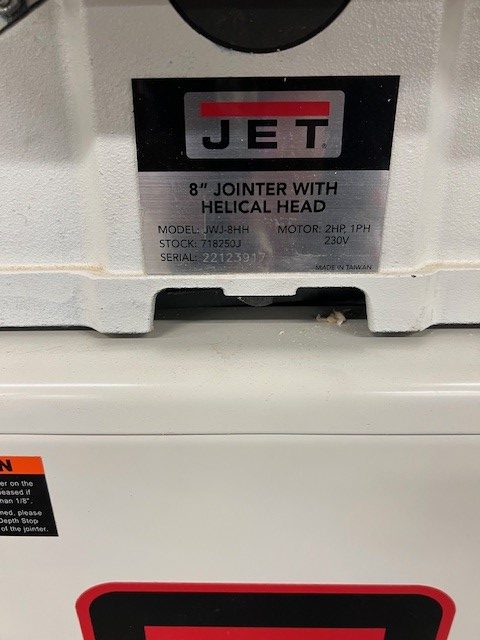 JET
8" JOINTER WITH
HELICAL HEAD
MODEL: JWJ-8HH MOTOR: 2HP, 1PH
STOCK: 718250J 230V
SERIAL: 22123917
MADE IN TAIWAN
N
er on the
eased if
han 1/8".
med, please
Depth Stop
of the jointer.